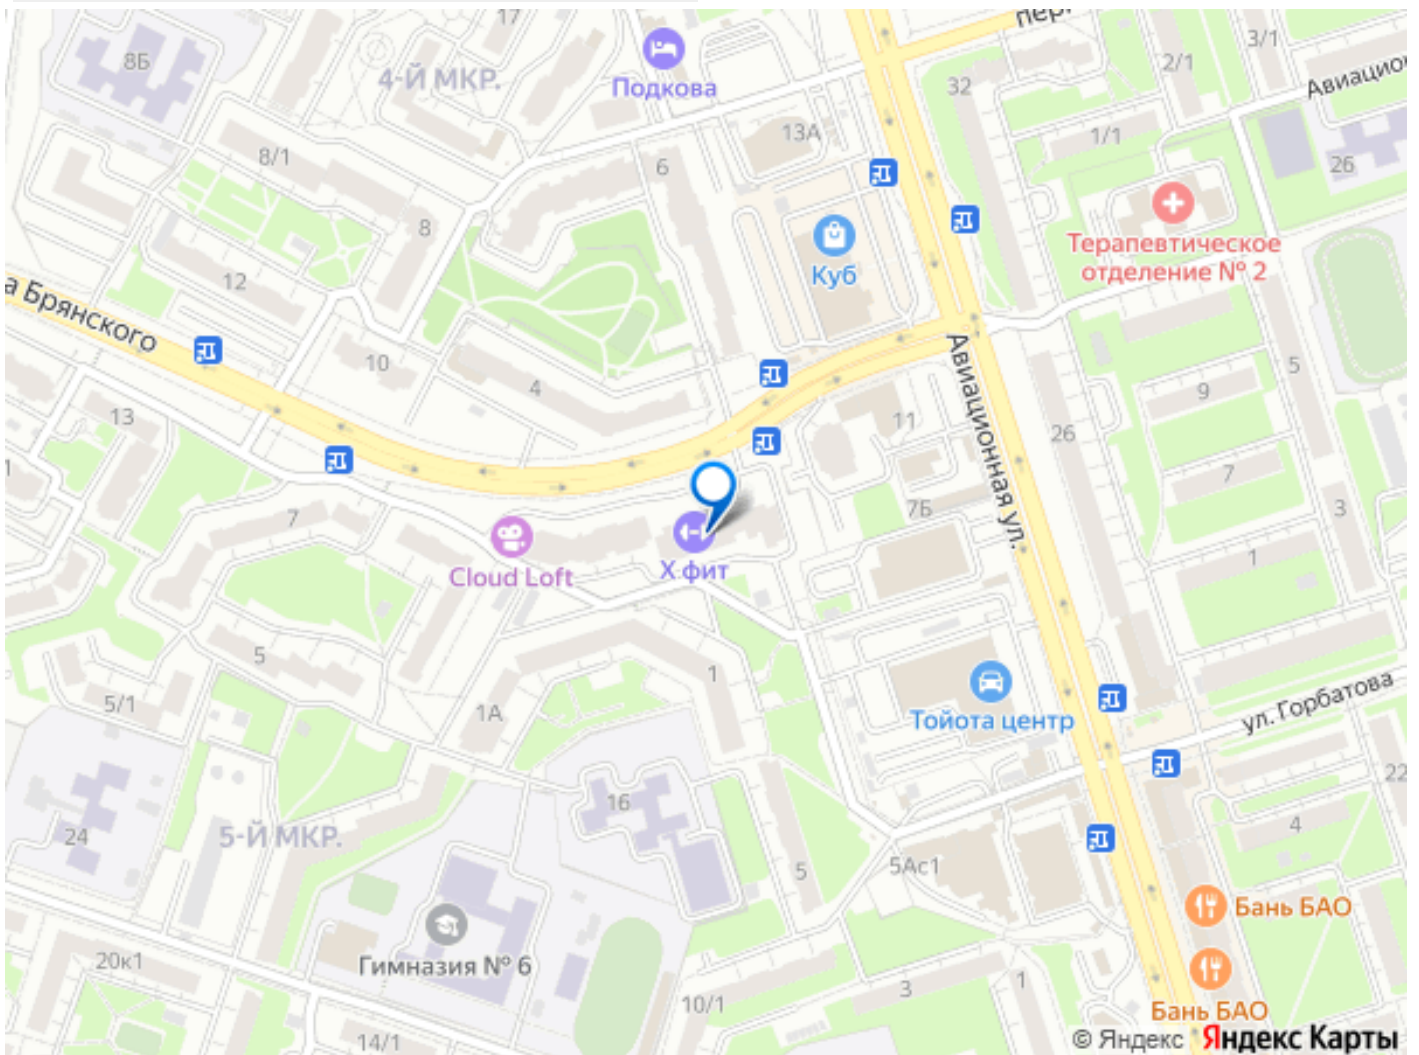 17
8Б
4-Й МКР.
Подкова
32
3/1
2/1
Авиацион
13А
1/1
8/1
6
26
8
Куб
Терапевтическое
отделение № 2
12
а Брянского
10
4
Авиационная ул.
5
9
13
11
26
7
1
7
7Б
3
Cloud Loft
Х фит
1
5
1
5/1
1А
Тойота центр
ул. Горбатова
22
16
24
5-Й МКР.
4
5
5Ас1
Бань БАО
20к1
Гимназия № 6
10/1
3
1
Бань БАО
14/1
© Яндекс Яндекс Карты